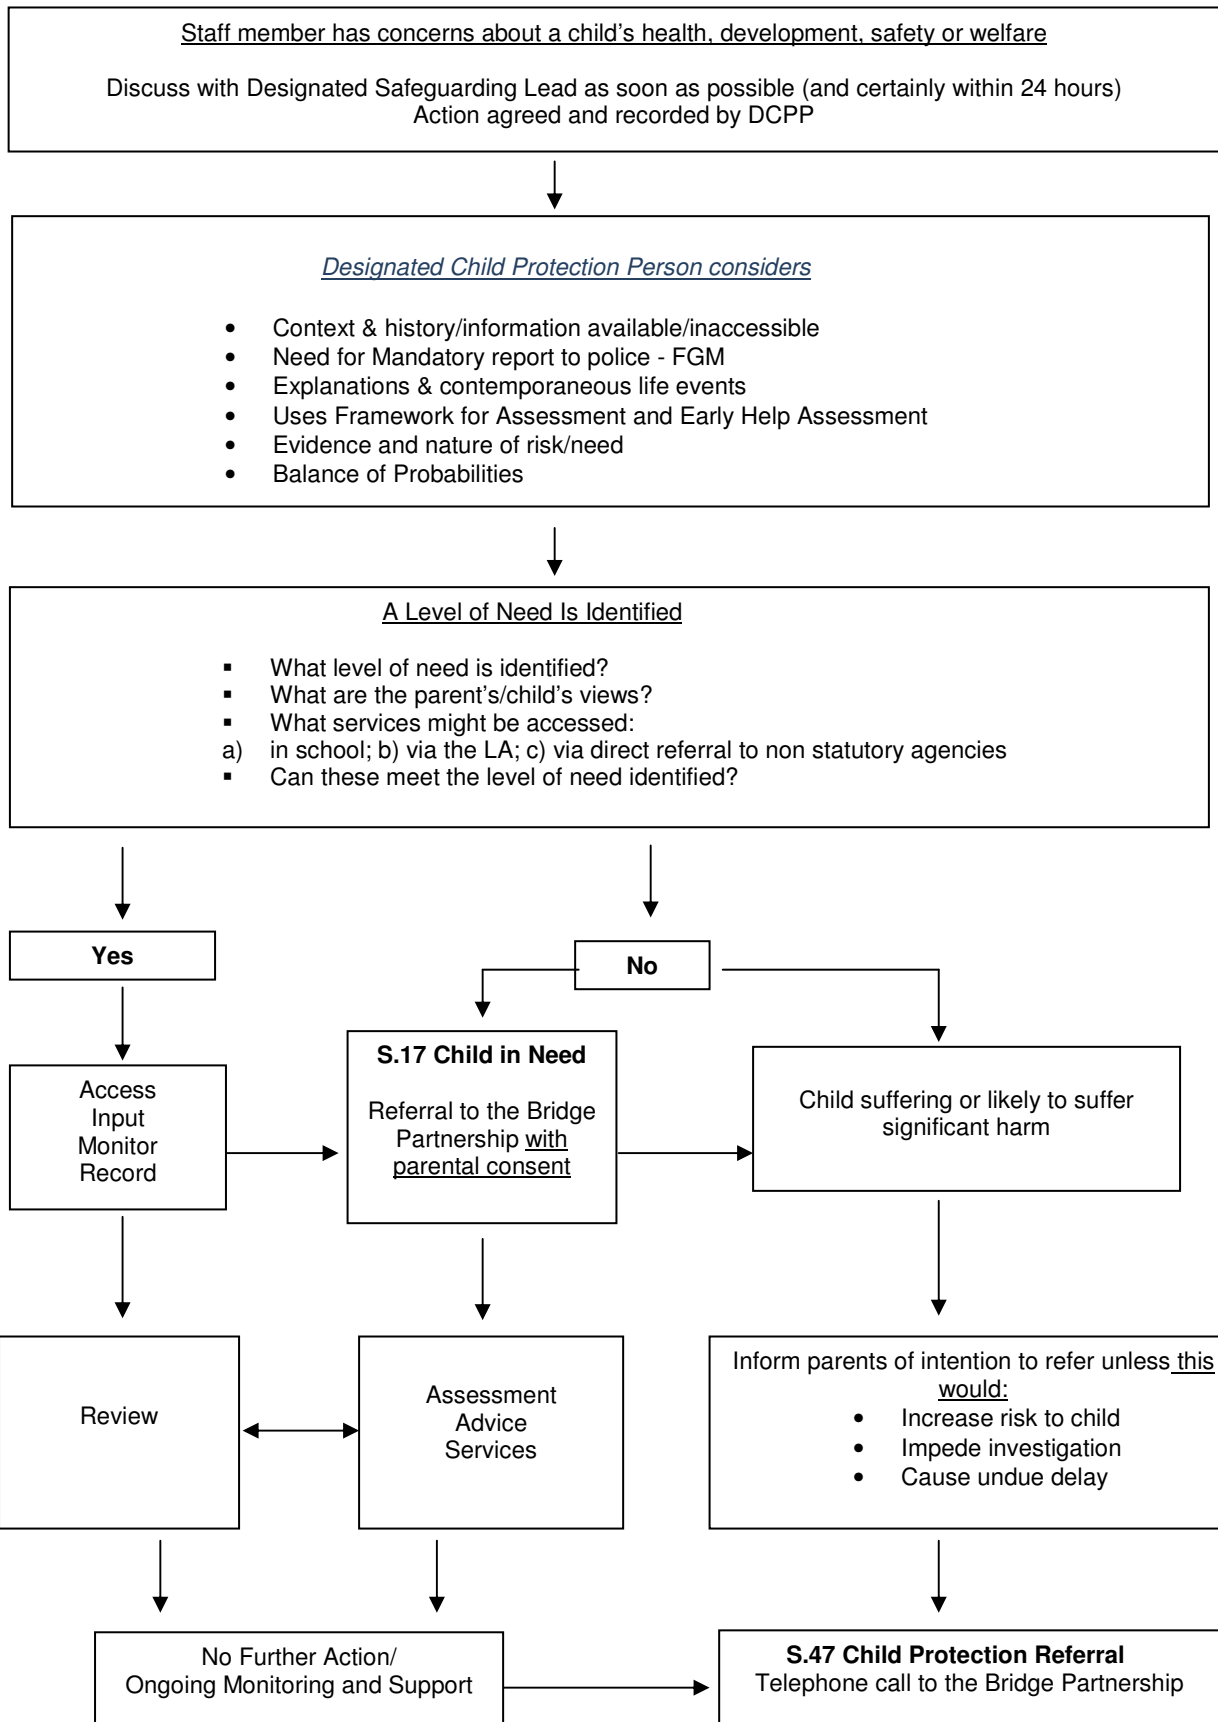 Staff member has concerns about a child's health, development, safety or welfare
Discuss with Designated Safeguarding Lead as soon as possible (and certainly within 24 hours)
Action agreed and recorded by DCPP
Designated Child Protection Person considers
• Context & history/information available/inaccessible
• Need for Mandatory report to police - FGM
• Explanations & contemporaneous life events
• Uses Framework for Assessment and Early Help Assessment
• Evidence and nature of risk/need
• Balance of Probabilities
A Level of Need Is Identified
▪ What level of need is identified?
▪ What are the parent's/child's views?
▪ What services might be accessed:
a) in school; b) via the LA; c) via direct referral to non statutory agencies
▪ Can these meet the level of need identified?
Yes
No
Access
Input
Monitor
Record
S.17 Child in Need
Referral to the Bridge
Partnership with
parental consent
Child suffering or likely to suffer
significant harm
Review
Assessment
Advice
Services
Inform parents of intention to refer unless this
would:
• Increase risk to child
• Impede investigation
• Cause undue delay
No Further Action/
Ongoing Monitoring and Support
S.47 Child Protection Referral
Telephone call to the Bridge Partnership